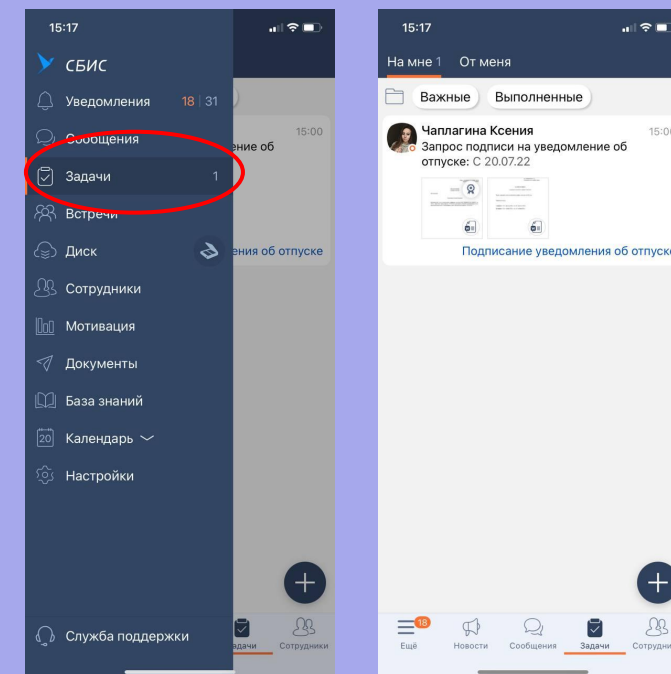 15:17
СБИС
Уведомления 18 | 31
Сообщения
Задачи 1
Встречи
Диск
Сотрудники
Мотивация
Документы
База знаний
20 Календарь
Настройки
Служба поддержки
15:00
ение об
ения об отпуске
адачи
Сотрудники
15:17
На мне 1 От меня
Важные Выполненные
Чаплагина Ксения 15:00
Запрос подписи на уведомление об
отпуске: С 20.07.22
Подписание уведомления об отпуске
18
Ещё Новости Сообщения Задачи Сотрудни